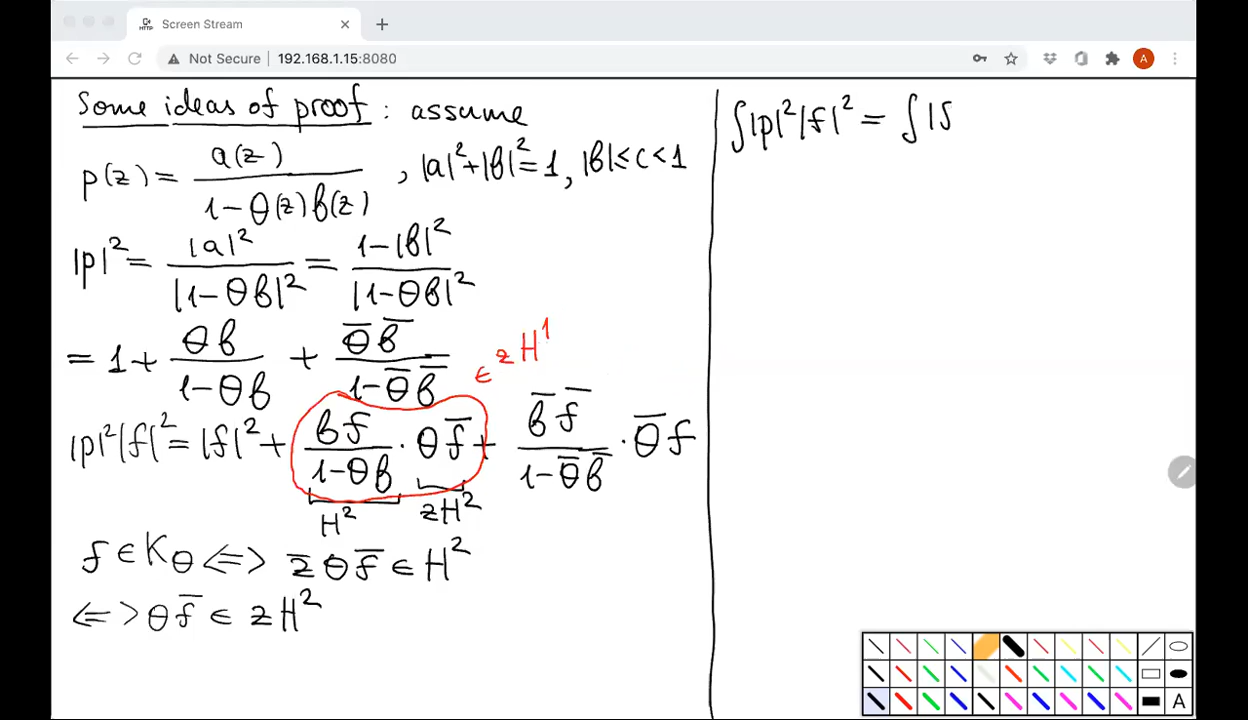 Screen Stream
Not Secure 192.168.1.15:8080
A
Some ideas of proof : assume
p(z) = a(z) / (1 − θ(z)b(z)) , |a|² + |b|² = 1, |b| ≤ c < 1
|p|² = |a|² / |1 − θb|² = (1 − |b|²) / |1 − θb|²
= 1 + θb / (1 − θb) + θ̄b̄ / (1 − θ̄b̄)
∈ zH¹
|p|²|f|² = |f|² + bf / (1 − θb) · θf̄ + b̄f̄ / (1 − θ̄b̄) · θ̄f
H² zH²
f ∈ K_θ <=> z̄θf̄ ∈ H²
<=> θf̄ ∈ zH²
∫|p|²|f|² = ∫|f
A